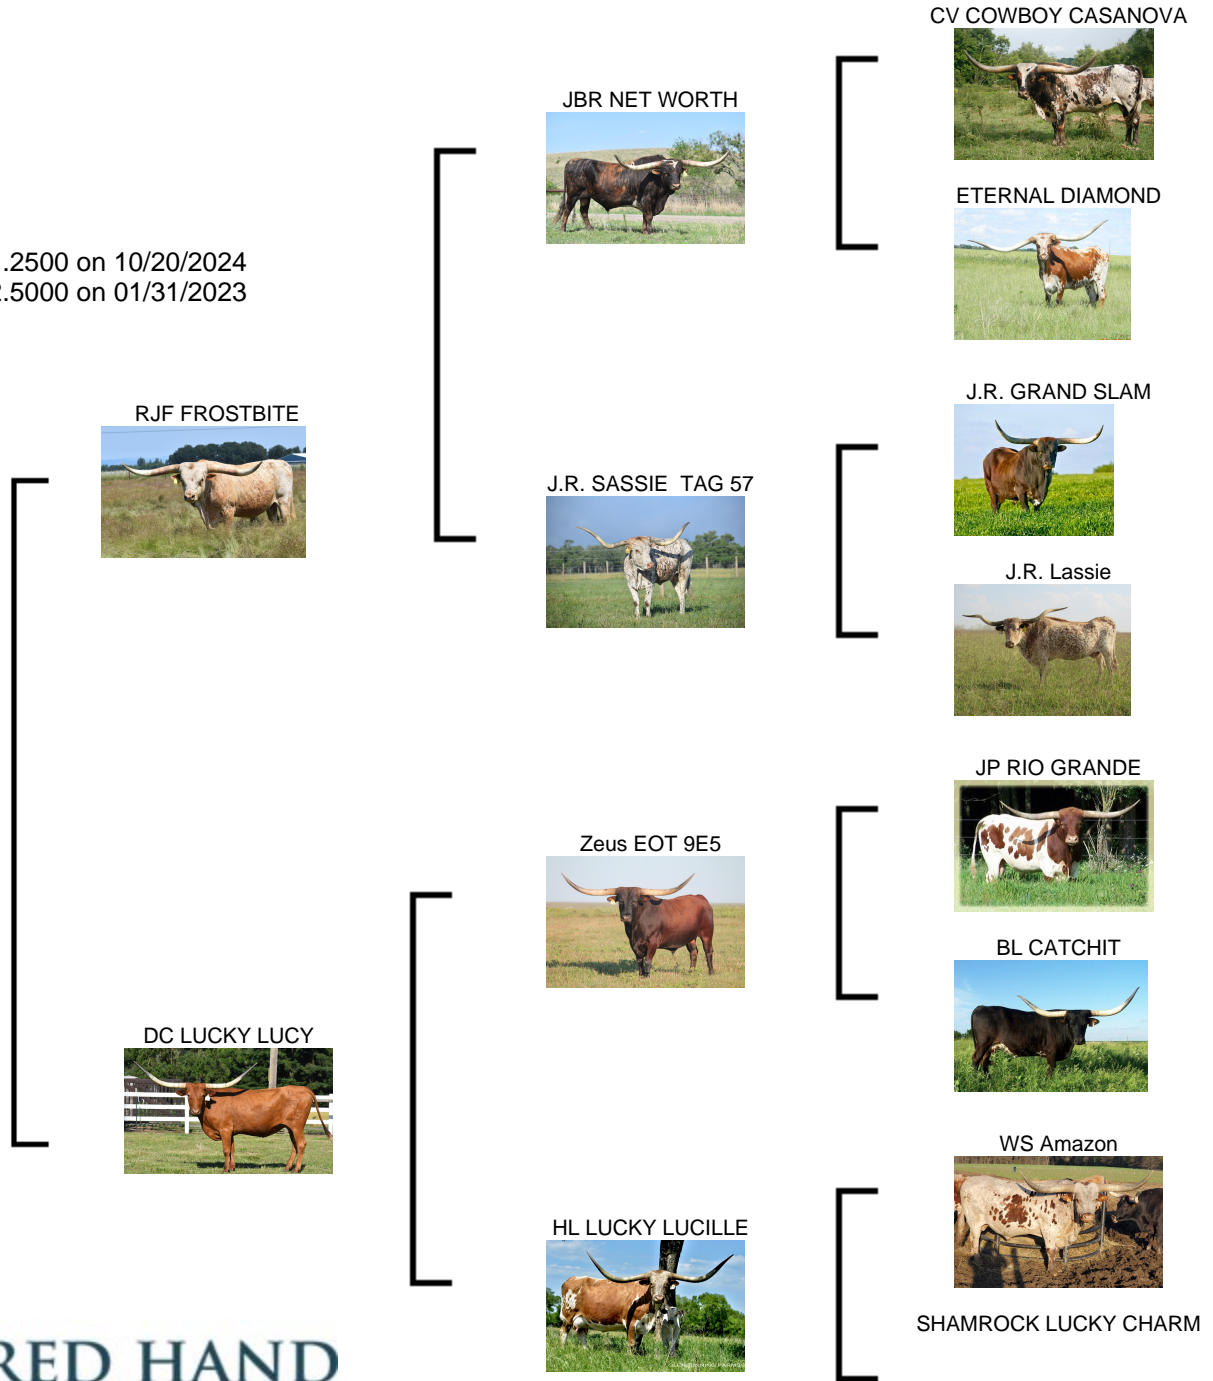 CV COWBOY CASANOVA
JBR NET WORTH
ETERNAL DIAMOND
.2500 on 10/20/2024
.5000 on 01/31/2023
J.R. GRAND SLAM
RJF FROSTBITE
J.R. SASSIE TAG 57
J.R. Lassie
JP RIO GRANDE
Zeus EOT 9E5
BL CATCHIT
DC LUCKY LUCY
WS Amazon
HL LUCKY LUCILLE
SHAMROCK LUCKY CHARM
RED HAND